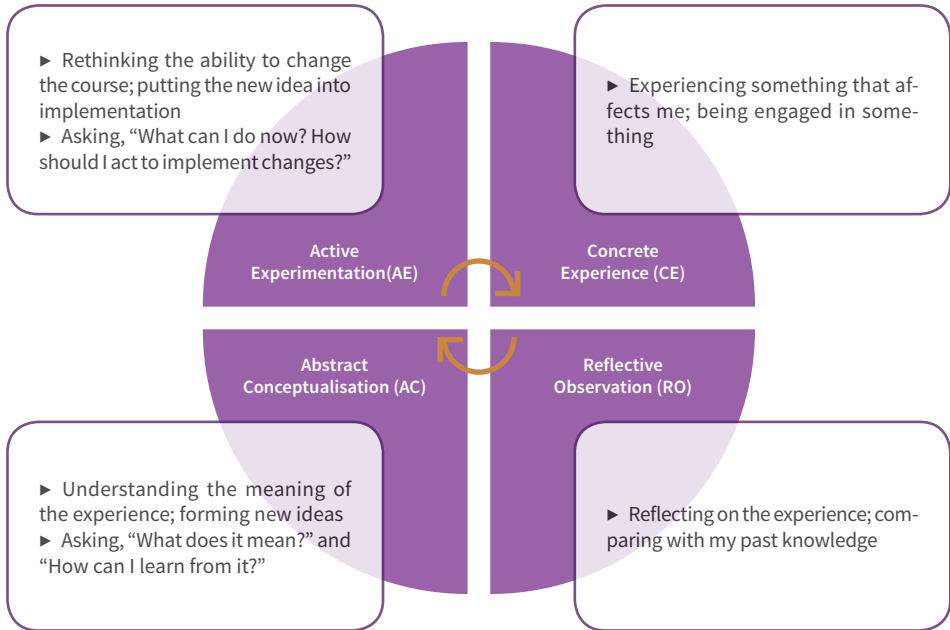 ► Rethinking the ability to change
the course; putting the new idea into
implementation
► Asking, “What can I do now? How
should I act to implement changes?”
► Experiencing something that af-
fects me; being engaged in some-
thing
Active
Experimentation(AE)
Concrete
Experience (CE)
Abstract
Conceptualisation (AC)
Reflective
Observation (RO)
► Understanding the meaning of
the experience; forming new ideas
► Asking, “What does it mean?” and
“How can I learn from it?”
► Reflecting on the experience; com-
paring with my past knowledge